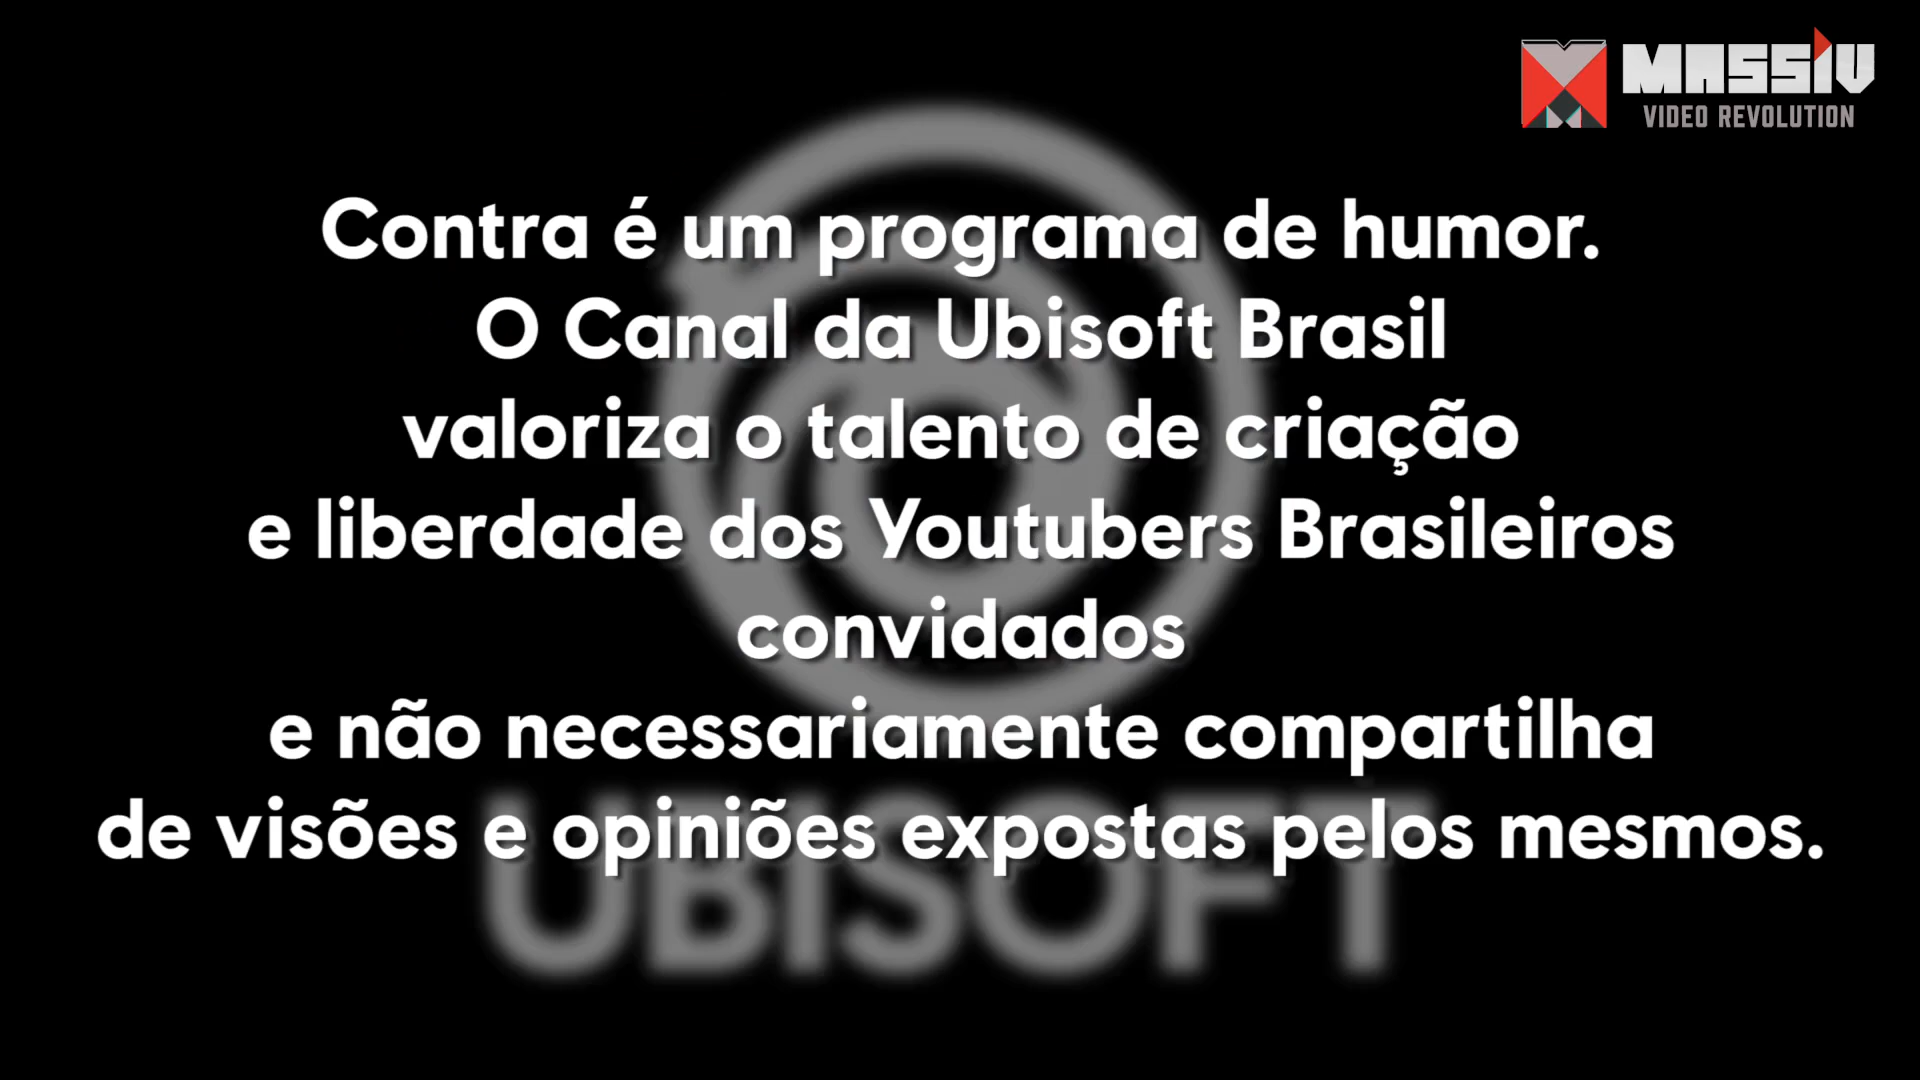 MASSIV
VIDEO REVOLUTION
Contra é um programa de humor.
O Canal da Ubisoft Brasil
valoriza o talento de criação
e liberdade dos Youtubers Brasileiros
convidados
e não necessariamente compartilha
de visões e opiniões expostas pelos mesmos.
UBISOFT